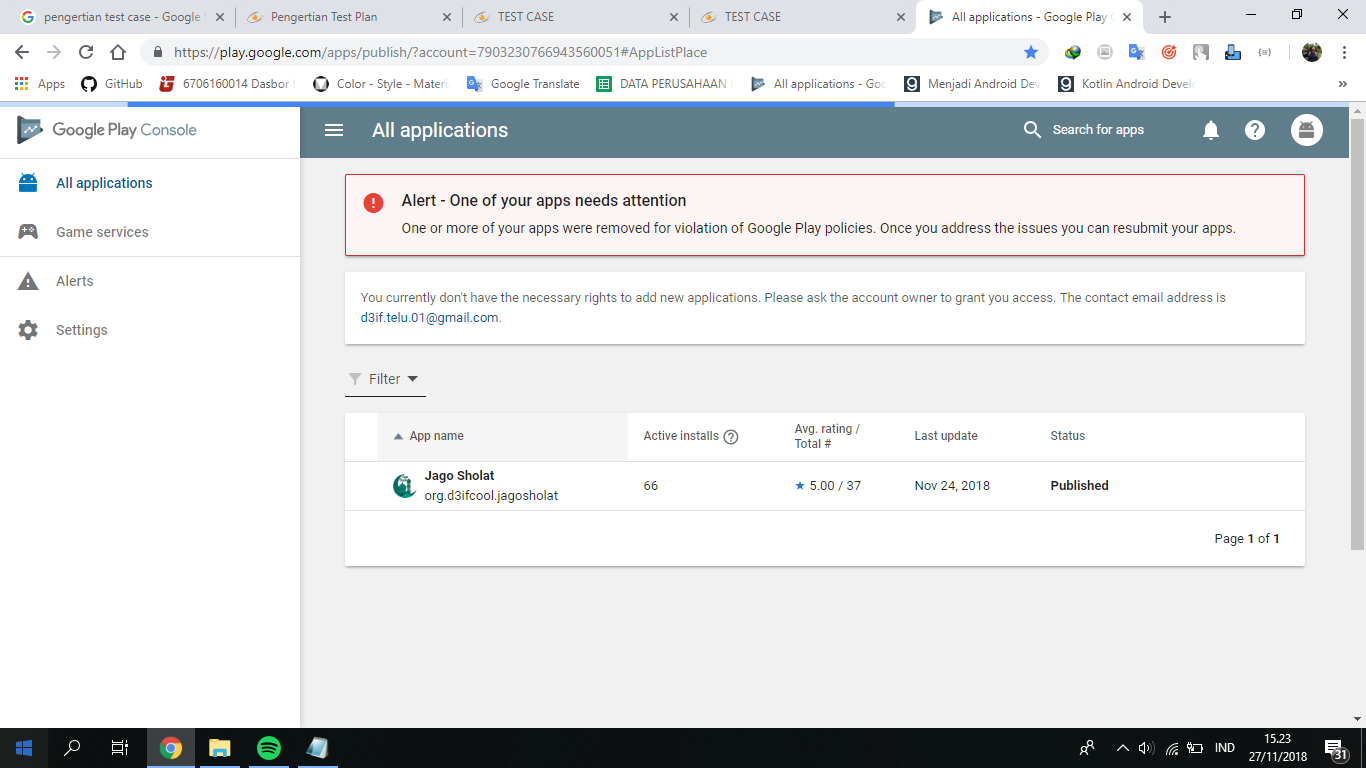 pengertian test case - Google S
Pengertian Test Plan
TEST CASE
TEST CASE
All applications - Google Play C
https://play.google.com/apps/publish/?account=7903230766943560051#AppListPlace
Apps
GitHub
6706160014 Dasbor
Color - Style - Materi
Google Translate
DATA PERUSAHAAN
All applications - Goo
Menjadi Android Dev
Kotlin Android Devel
»
Google Play Console
All applications
Search for apps
All applications
Game services
Alerts
Settings
Alert - One of your apps needs attention
One or more of your apps were removed for violation of Google Play policies. Once you address the issues you can resubmit your apps.
You currently don't have the necessary rights to add new applications. Please ask the account owner to grant you access. The contact email address is
d3if.telu.01@gmail.com.
Filter
App name
Active installs
Avg. rating /
Total #
Last update
Status
Jago Sholat
org.d3ifcool.jagosholat
66
★ 5.00 / 37
Nov 24, 2018
Published
Page 1 of 1
IND
15.23
27/11/2018
31